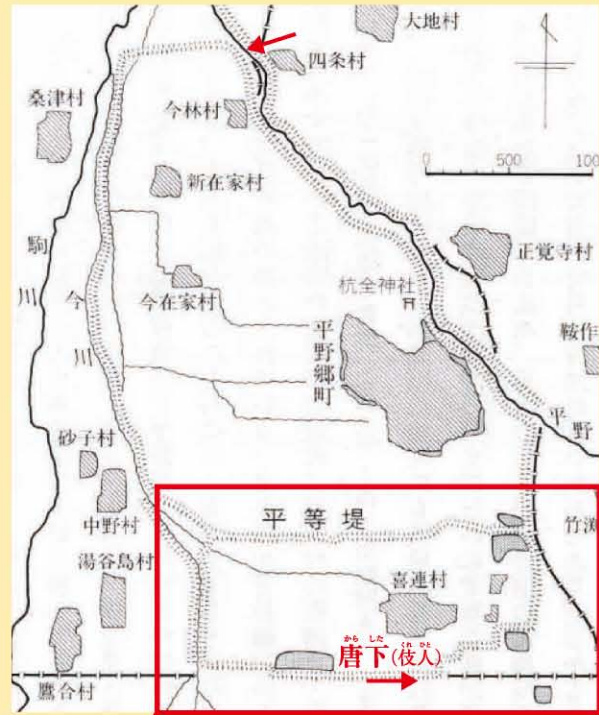 大地村
四条村
桑津村
今林村
0 500 100
新在家村
駒川
今川
正覚寺村
杭全神社
今在家村
平野郷町
鞍作
平野
砂子村
中野村
平等堤
竹渕
湯谷島村
喜連村
からした くれひと
唐下(伎人)
鷹合村